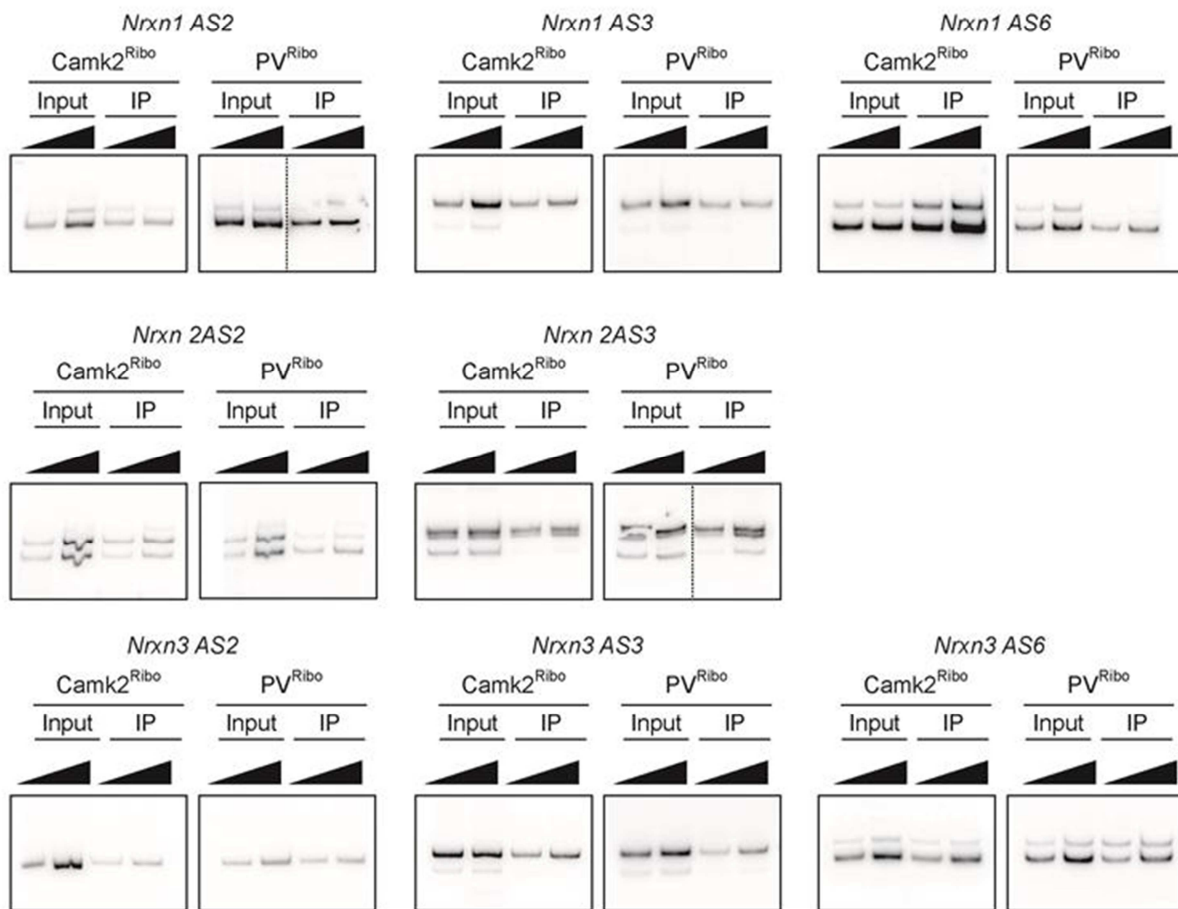 Nrxn1 AS2 Nrxn1 AS3 Nrxn1 AS6
Camk2Ribo PVRibo Camk2Ribo PVRibo Camk2Ribo PVRibo
Input IP Input IP Input IP Input IP Input IP Input IP
Nrxn 2AS2 Nrxn 2AS3
Camk2Ribo PVRibo Camk2Ribo PVRibo
Input IP Input IP Input IP Input IP
Nrxn3 AS2 Nrxn3 AS3 Nrxn3 AS6
Camk2Ribo PVRibo Camk2Ribo PVRibo Camk2Ribo PVRibo
Input IP Input IP Input IP Input IP Input IP Input IP